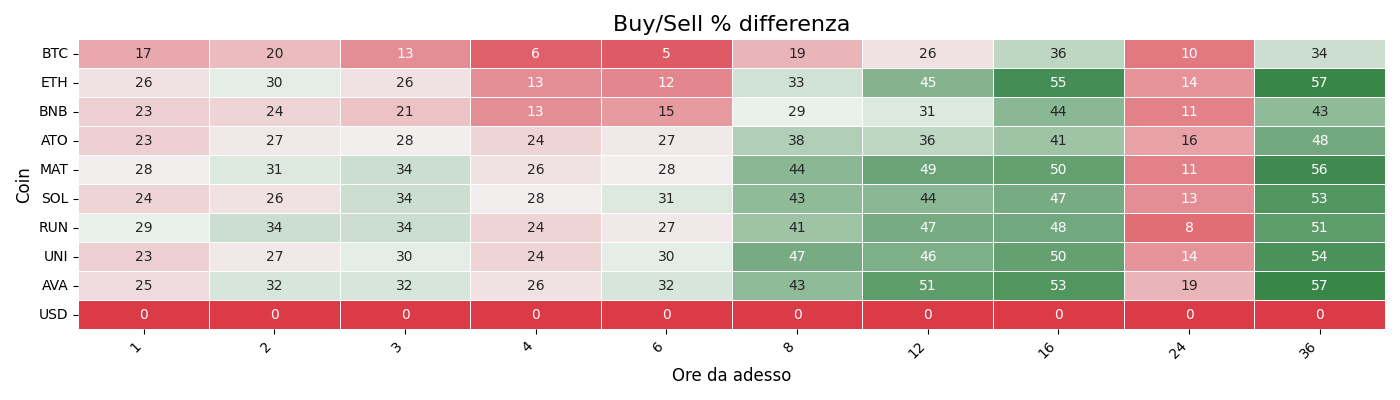 Buy/Sell % differenza
Coin
BTC 17 20 13 6 5 19 26 36 10 34
ETH 26 30 26 13 12 33 45 55 14 57
BNB 23 24 21 13 15 29 31 44 11 43
ATO 23 27 28 24 27 38 36 41 16 48
MAT 28 31 34 26 28 44 49 50 11 56
SOL 24 26 34 28 31 43 44 47 13 53
RUN 29 34 34 24 27 41 47 48 8 51
UNI 23 27 30 24 30 47 46 50 14 54
AVA 25 32 32 26 32 43 51 53 19 57
USD 0 0 0 0 0 0 0 0 0 0
1 2 3 4 6 8 12 16 24 36
Ore da adesso